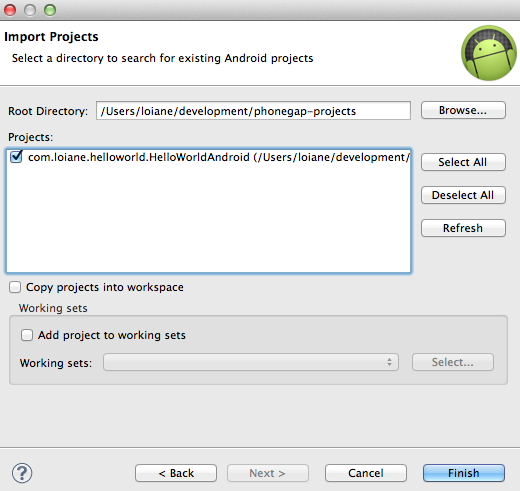 Import Projects
Select a directory to search for existing Android projects
Root Directory: /Users/loiane/development/phonegap-projects Browse...
Projects:
com.loiane.helloworld.HelloWorldAndroid (/Users/loiane/development/
Select All
Deselect All
Refresh
Copy projects into workspace
Working sets
Add project to working sets
Working sets: Select...
? < Back Next > Cancel Finish